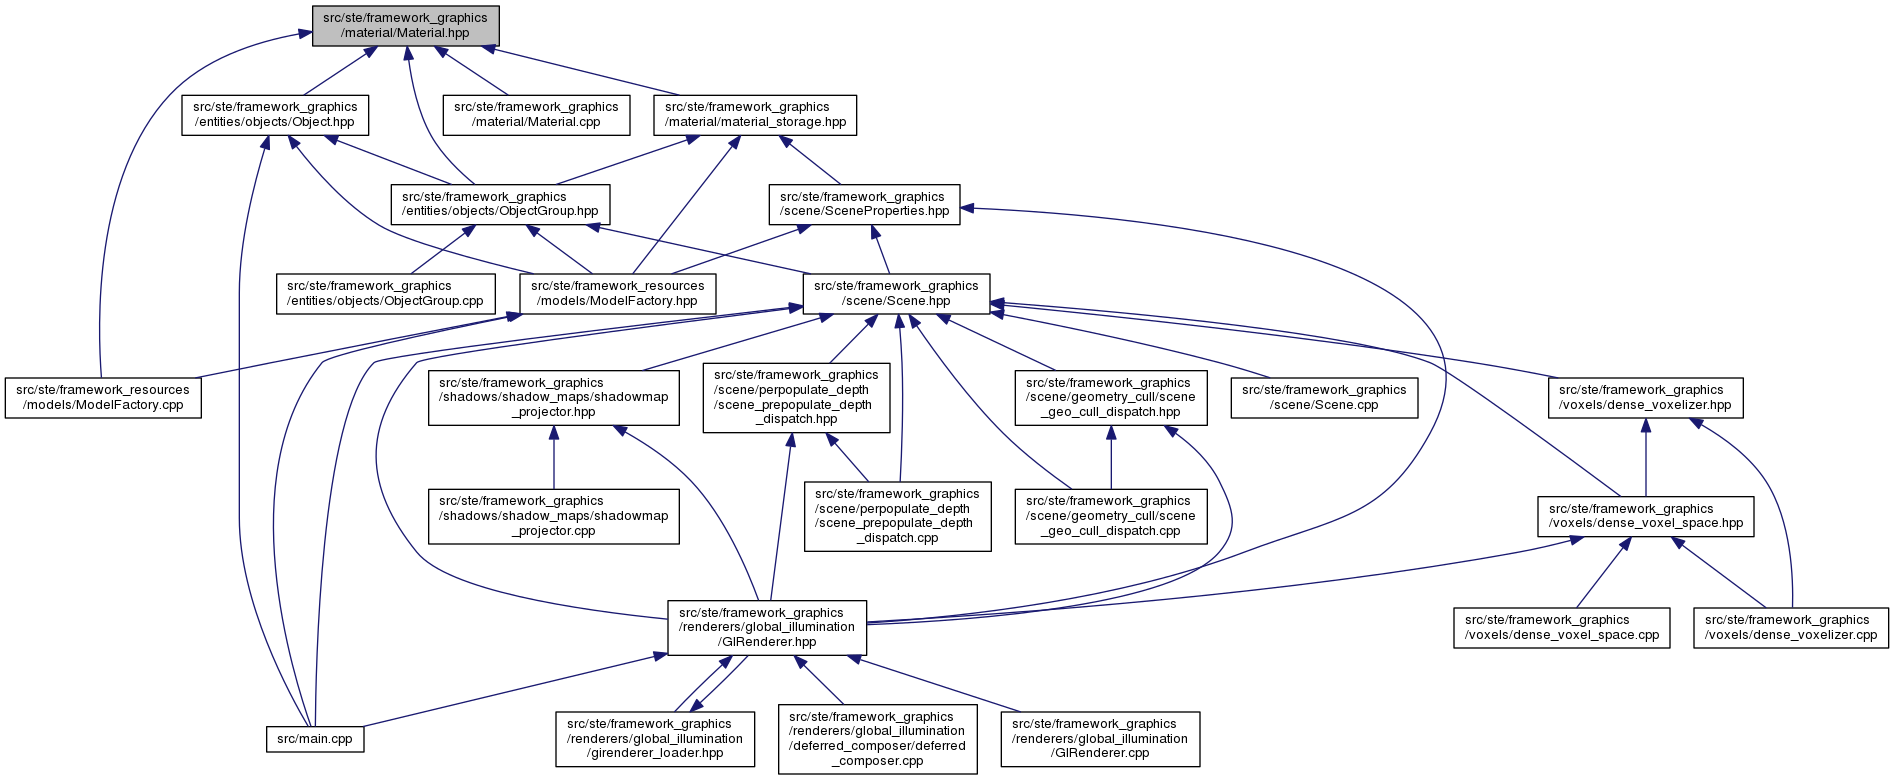 src/ste/framework_graphics
/material/Material.hpp
src/ste/framework_graphics
/entities/objects/Object.hpp
src/ste/framework_graphics
/material/Material.cpp
src/ste/framework_graphics
/material/material_storage.hpp
src/ste/framework_graphics
/entities/objects/ObjectGroup.hpp
src/ste/framework_graphics
/scene/SceneProperties.hpp
src/ste/framework_graphics
/entities/objects/ObjectGroup.cpp
src/ste/framework_resources
/models/ModelFactory.hpp
src/ste/framework_graphics
/scene/Scene.hpp
src/ste/framework_resources
/models/ModelFactory.cpp
src/ste/framework_graphics
/shadows/shadow_maps/shadowmap
_projector.hpp
src/ste/framework_graphics
/scene/perpopulate_depth
/scene_prepopulate_depth
_dispatch.hpp
src/ste/framework_graphics
/scene/geometry_cull/scene
_geo_cull_dispatch.hpp
src/ste/framework_graphics
/scene/Scene.cpp
src/ste/framework_graphics
/voxels/dense_voxelizer.hpp
src/ste/framework_graphics
/shadows/shadow_maps/shadowmap
_projector.cpp
src/ste/framework_graphics
/scene/perpopulate_depth
/scene_prepopulate_depth
_dispatch.cpp
src/ste/framework_graphics
/scene/geometry_cull/scene
_geo_cull_dispatch.cpp
src/ste/framework_graphics
/voxels/dense_voxel_space.hpp
src/ste/framework_graphics
/renderers/global_illumination
/GIRenderer.hpp
src/ste/framework_graphics
/voxels/dense_voxel_space.cpp
src/ste/framework_graphics
/voxels/dense_voxelizer.cpp
src/main.cpp
src/ste/framework_graphics
/renderers/global_illumination
/girenderer_loader.hpp
src/ste/framework_graphics
/renderers/global_illumination
/deferred_composer/deferred
_composer.cpp
src/ste/framework_graphics
/renderers/global_illumination
/GIRenderer.cpp